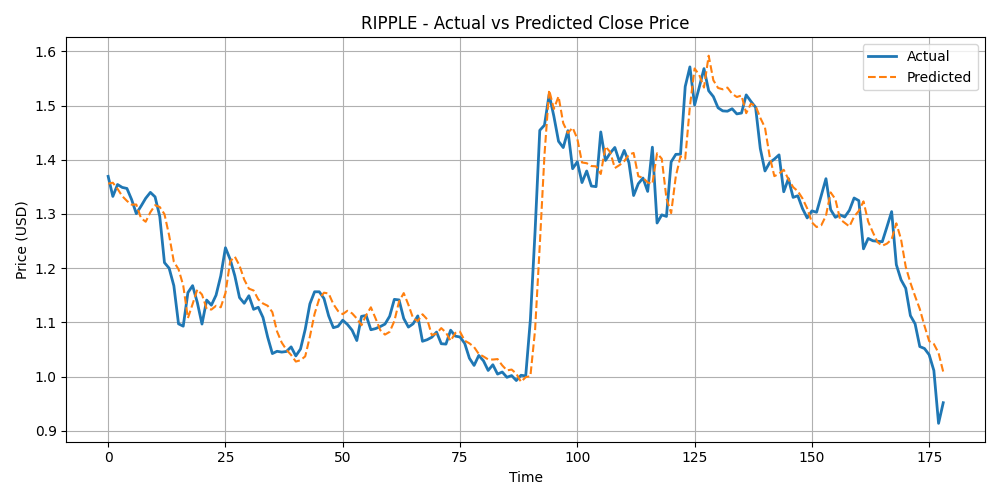 RIPPLE - Actual vs Predicted Close Price
Price (USD)
1.6
1.5
1.4
1.3
1.2
1.1
1.0
0.9
Actual
Predicted
0 25 50 75 100 125 150 175
Time